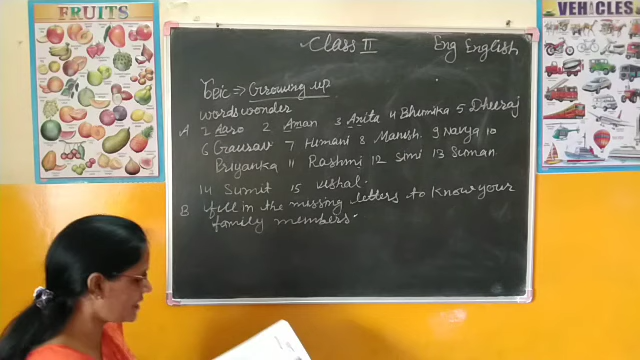 FRUITS
VEHICLES
Class II
Eng English
Topic ⇒ Growing up
words wonder
A 1 Aaro 2 Aman 3 Anita 4 Bhumika 5 Dheeraj
6 Gaurav 7 Himani 8 Manish 9 Navya 10
Priyanka 11 Rashmi 12 Simi 13 Suman
14 Sumit 15 Vishal.
B fill in the missing letters to know your
family members.